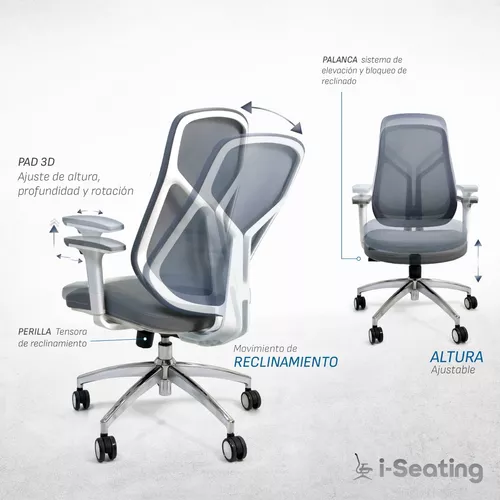 PALANCA sistema de
elevación y bloqueo de
reclinado
PAD 3D
Ajuste de altura,
profundidad y rotación
PERILLA Tensora
de reclinamiento
Movimiento de
RECLINAMIENTO
ALTURA
Ajustable
i-Seating